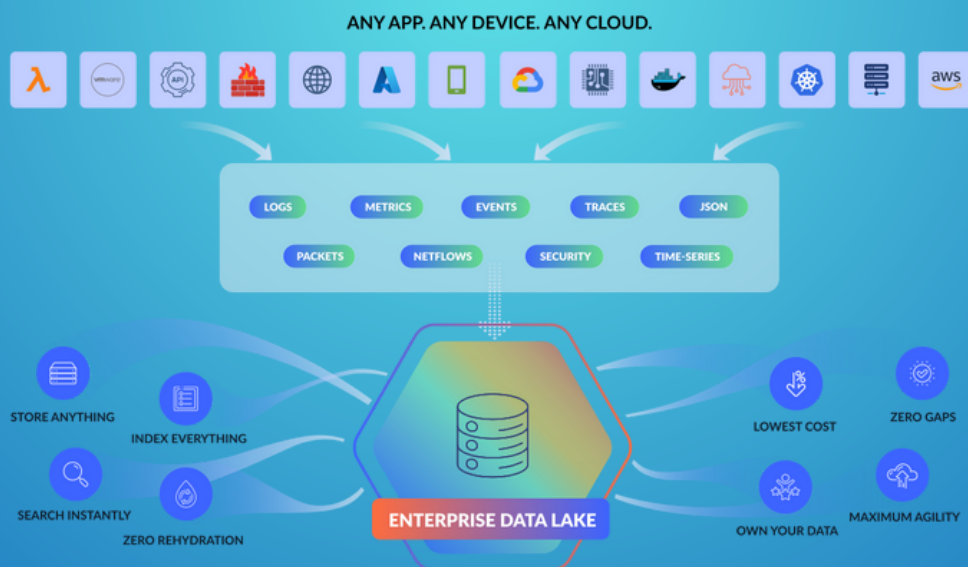 ANY APP. ANY DEVICE. ANY CLOUD.
vmware
API
aws
LOGS
METRICS
EVENTS
TRACES
JSON
PACKETS
NETFLOWS
SECURITY
TIME-SERIES
STORE ANYTHING
INDEX EVERYTHING
SEARCH INSTANTLY
ZERO REHYDRATION
LOWEST COST
ZERO GAPS
OWN YOUR DATA
MAXIMUM AGILITY
ENTERPRISE DATA LAKE